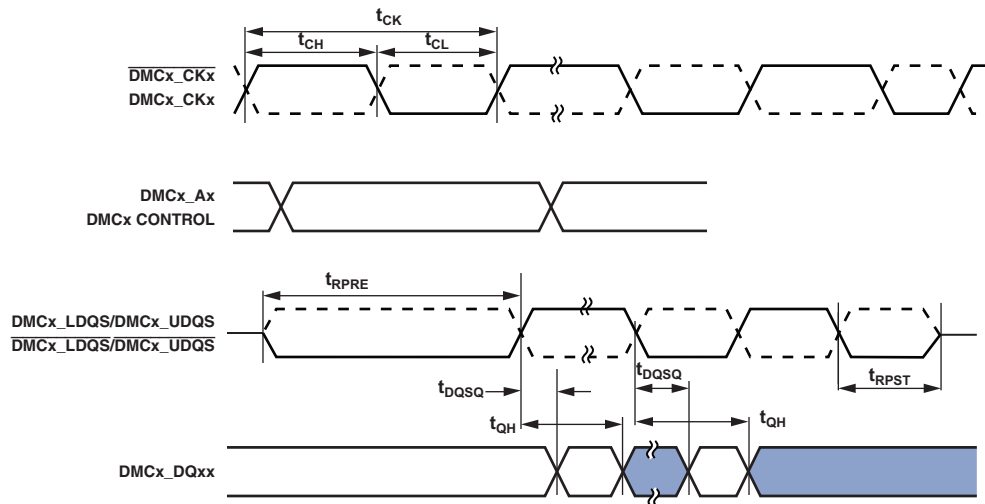 tCK
tCH
tCL
DMCx_CKx
DMCx_CKx
DMCx_Ax
DMCx CONTROL
tRPRE
DMCx_LDQS/DMCx_UDQS
DMCx_LDQS/DMCx_UDQS
tDQSQ
tDQSQ
tRPST
tQH
tQH
DMCx_DQxx